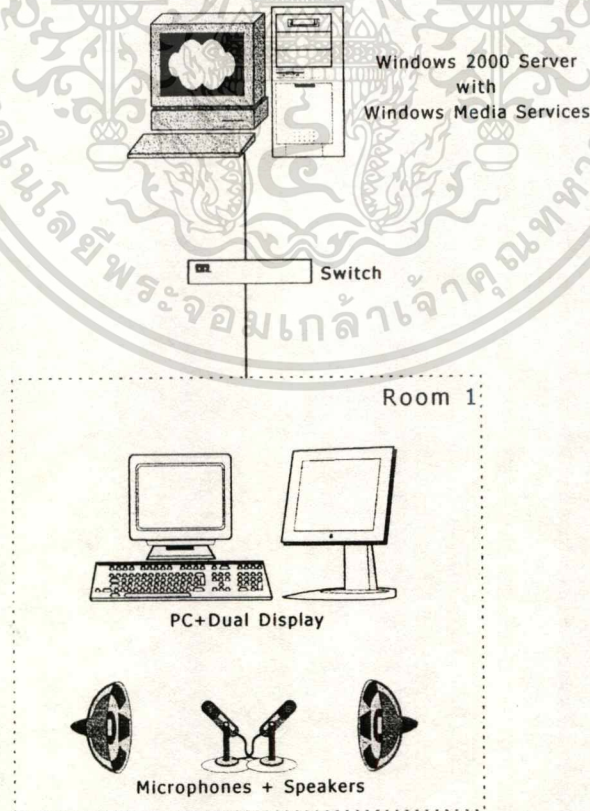 Windows 2000 Server
with
Windows Media Services
Switch
Room 1
PC+Dual Display
Microphones + Speakers